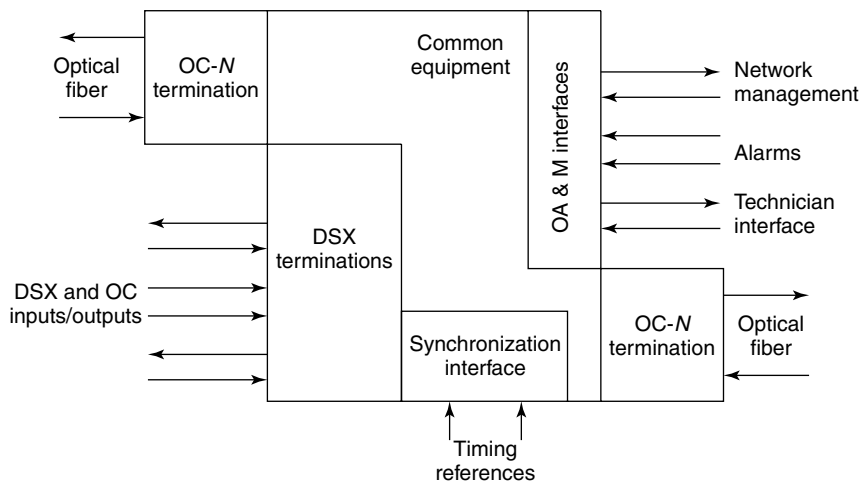 Optical
fiber
OC-N
termination
Common
equipment
OA & M interfaces
Network
management
Alarms
Technician
interface
DSX
terminations
DSX and OC
inputs/outputs
Synchronization
interface
OC-N
termination
Optical
fiber
Timing
references